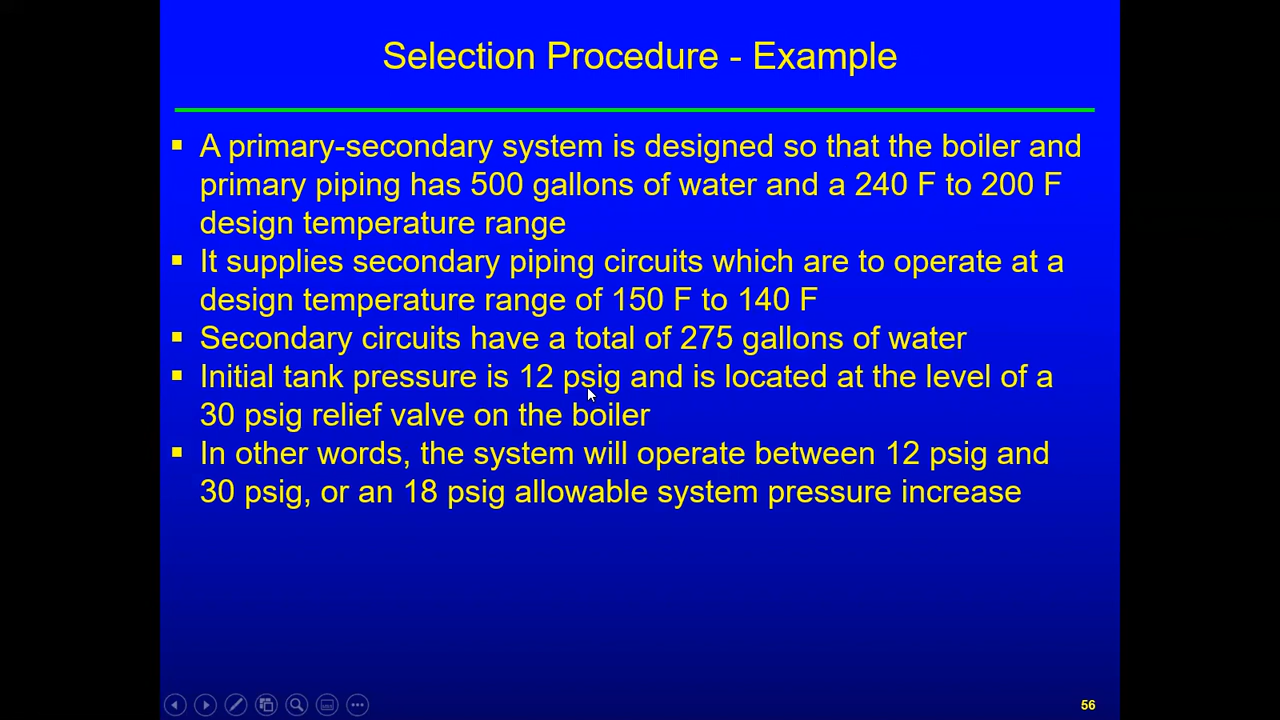 Selection Procedure - Example
▪ A primary-secondary system is designed so that the boiler and
primary piping has 500 gallons of water and a 240 F to 200 F
design temperature range
▪ It supplies secondary piping circuits which are to operate at a
design temperature range of 150 F to 140 F
▪ Secondary circuits have a total of 275 gallons of water
▪ Initial tank pressure is 12 psig and is located at the level of a
30 psig relief valve on the boiler
▪ In other words, the system will operate between 12 psig and
30 psig, or an 18 psig allowable system pressure increase
56